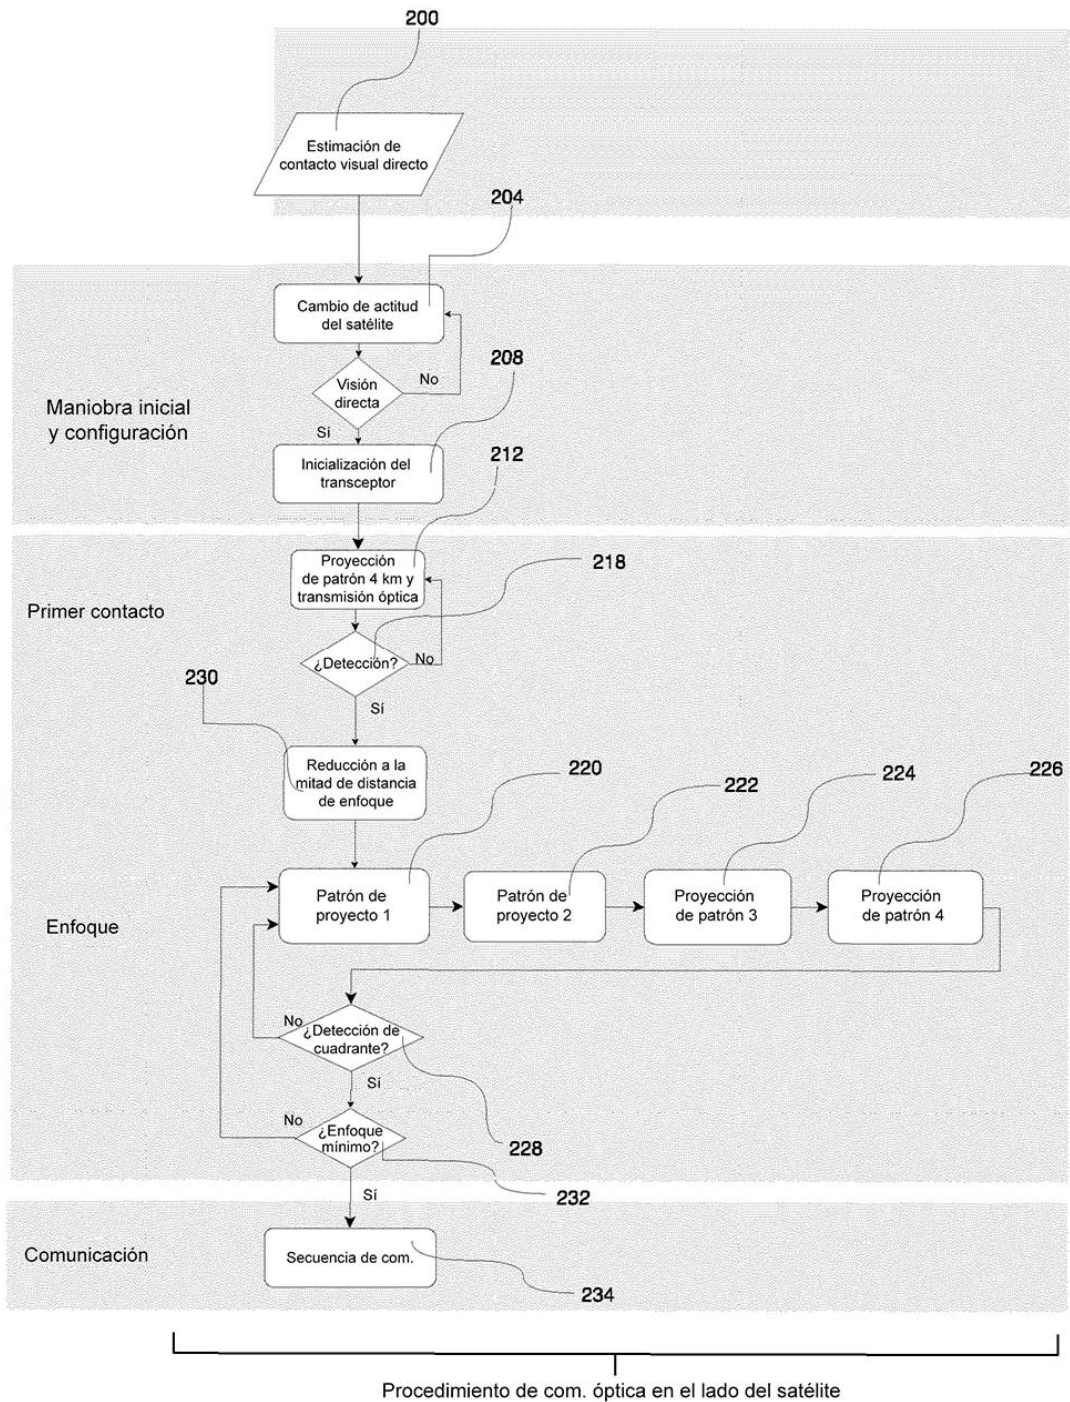 200
Estimación de
contacto visual directo
204
Cambio de actitud
del satélite
208
No
Visión
directa
Maniobra inicial
y configuración
Sí
212
Inicialización del
transceptor
Proyección
de patrón 4 km y
transmisión óptica
218
Primer contacto
¿Detección?
No
230
Sí
Reducción a la
mitad de distancia
de enfoque
220
222
224
226
Enfoque
Patrón de
proyecto 1
Patrón de
proyecto 2
Proyección
de patrón 3
Proyección
de patrón 4
No
¿Detección de
cuadrante?
Sí
No
¿Enfoque
mínimo?
228
Sí
232
Comunicación
Secuencia de com.
234
Procedimiento de com. óptica en el lado del satélite